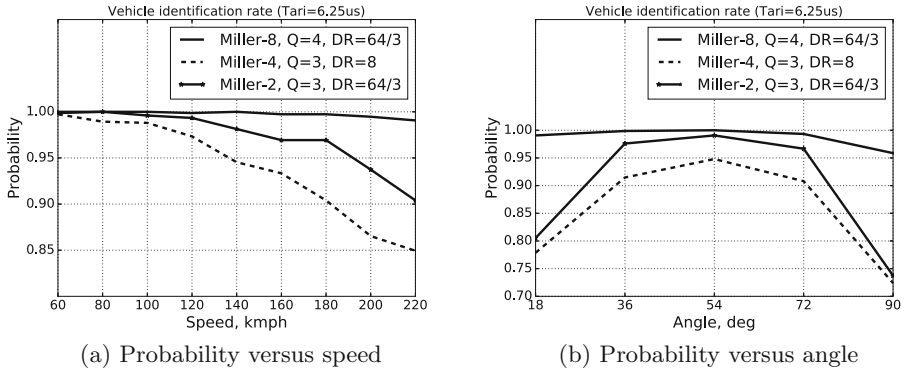 Vehicle identification rate (Tari=6.25us)
Miller-8, Q=4, DR=64/3
Miller-4, Q=3, DR=8
Miller-2, Q=3, DR=64/3
Probability
1.00
0.95
0.90
0.85
60 80 100 120 140 160 180 200 220
Speed, kmph
(a) Probability versus speed
Vehicle identification rate (Tari=6.25us)
Miller-8, Q=4, DR=64/3
Miller-4, Q=3, DR=8
Miller-2, Q=3, DR=64/3
Probability
1.00
0.95
0.90
0.85
0.80
0.75
0.70
18 36 54 72 90
Angle, deg
(b) Probability versus angle